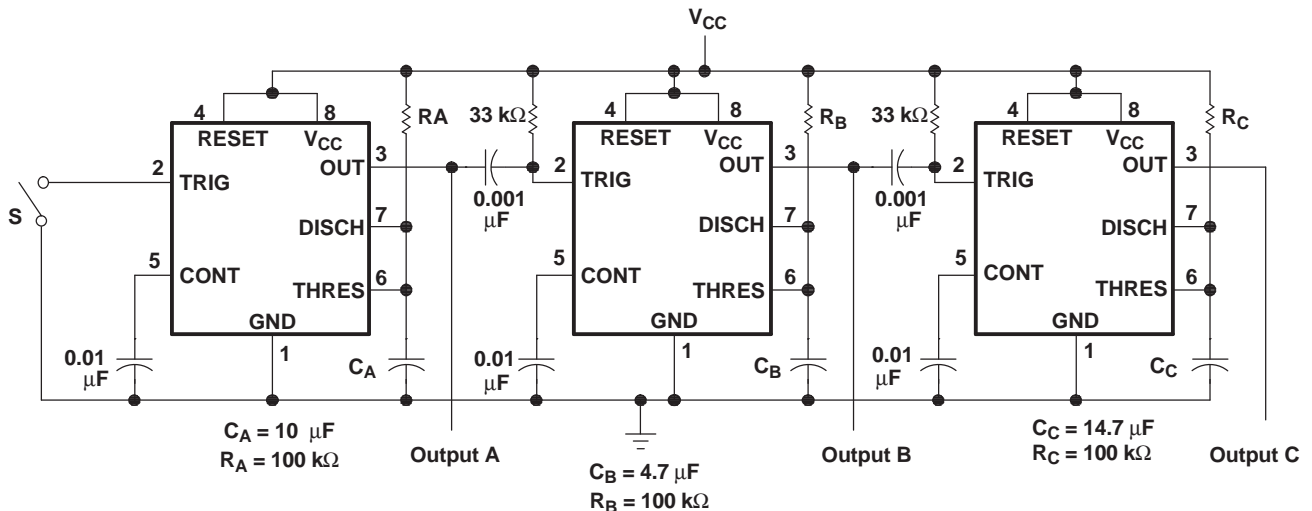 VCC
4
8
RESET
VCC
RA
33 kΩ
3
OUT
2
TRIG
S
0.001
μF
DISCH
7
5
CONT
6
THRES
GND
1
0.01
μF
CA
CA = 10 μF
RA = 100 kΩ
Output A
4
8
RESET
VCC
RB
33 kΩ
3
OUT
2
TRIG
0.001
μF
DISCH
7
5
CONT
6
THRES
GND
1
0.01
μF
CB
CB = 4.7 μF
RB = 100 kΩ
Output B
4
8
RESET
VCC
RC
3
OUT
2
TRIG
DISCH
7
5
CONT
6
THRES
GND
1
0.01
μF
CC
CC = 14.7 μF
RC = 100 kΩ
Output C